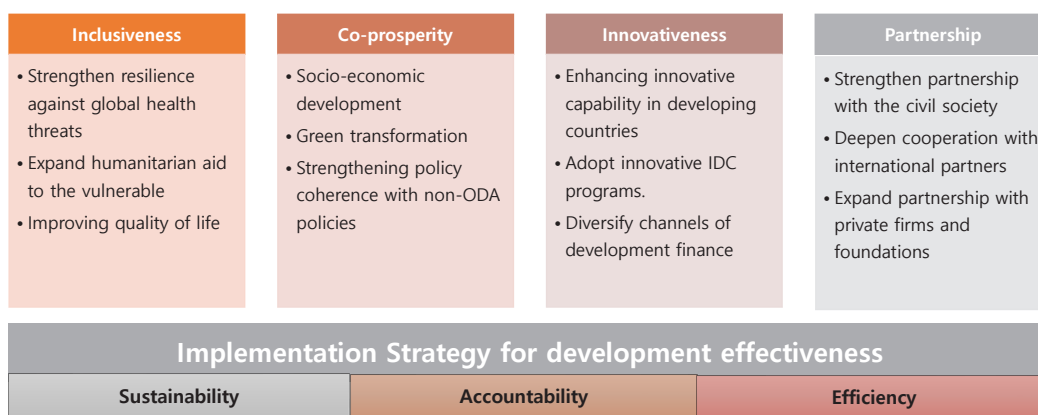 Inclusiveness
• Strengthen resilience
against global health
threats
• Expand humanitarian aid
to the vulnerable
• Improving quality of life
Co-prosperity
• Socio-economic
development
• Green transformation
• Strengthening policy
coherence with non-ODA
policies
Innovativeness
• Enhancing innovative
capability in developing
countries
• Adopt innovative IDC
programs.
• Diversify channels of
development finance
Partnership
• Strengthen partnership
with the civil society
• Deepen cooperation with
international partners
• Expand partnership with
private firms and
foundations
Implementation Strategy for development effectiveness
Sustainability
Accountability
Efficiency